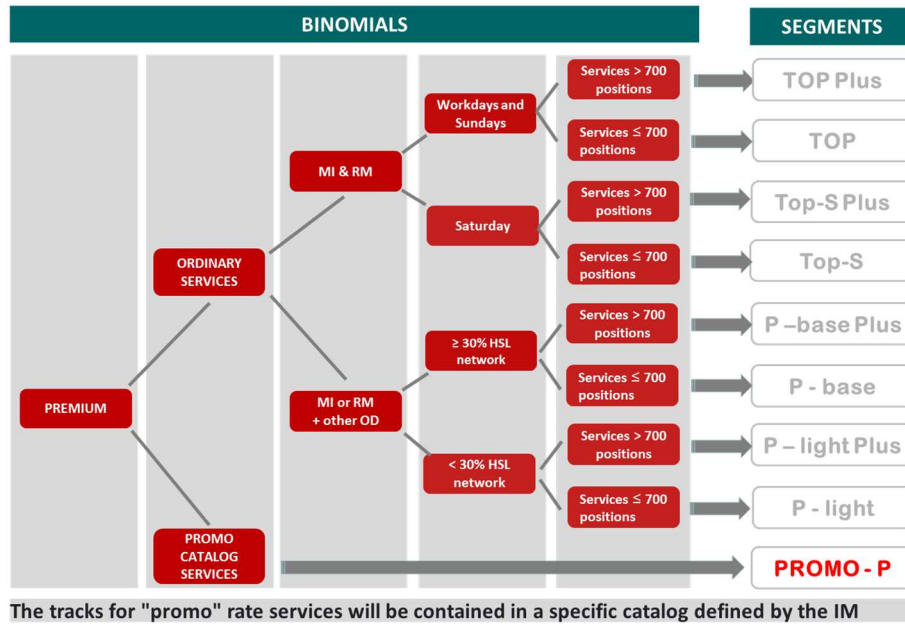 BINOMIALS
SEGMENTS
Services > 700
positions
TOP Plus
Workdays and
Sundays
Services ≤ 700
positions
TOP
MI & RM
Services > 700
positions
Top-S Plus
Saturday
Services ≤ 700
positions
Top-S
ORDINARY
SERVICES
Services > 700
positions
P –base Plus
≥ 30% HSL
network
Services ≤ 700
positions
P - base
PREMIUM
MI or RM
+ other OD
Services > 700
positions
P – light Plus
< 30% HSL
network
Services ≤ 700
positions
P - light
PROMO
CATALOG
SERVICES
PROMO - P
The tracks for "promo" rate services will be contained in a specific catalog defined by the IM